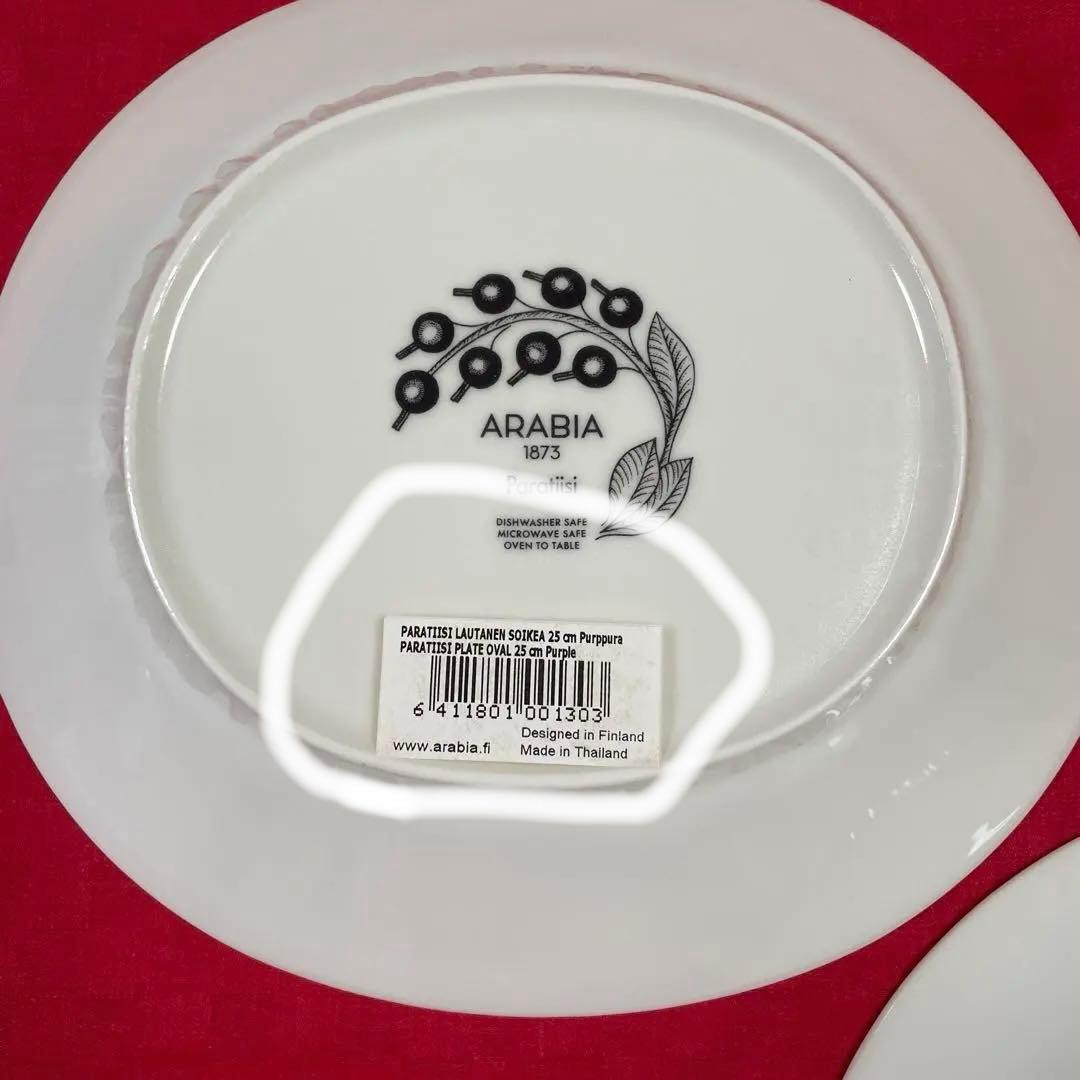 ARABIA
1873
Paratiisi
DISHWASHER SAFE
MICROWAVE SAFE
OVEN TO TABLE
PARATIISI LAUTANEN SOIKEA 25 cm Purppura
PARATIISI PLATE OVAL 25 cm Purple
6 411801 001303
Designed in Finland
www.arabia.fi Made in Thailand